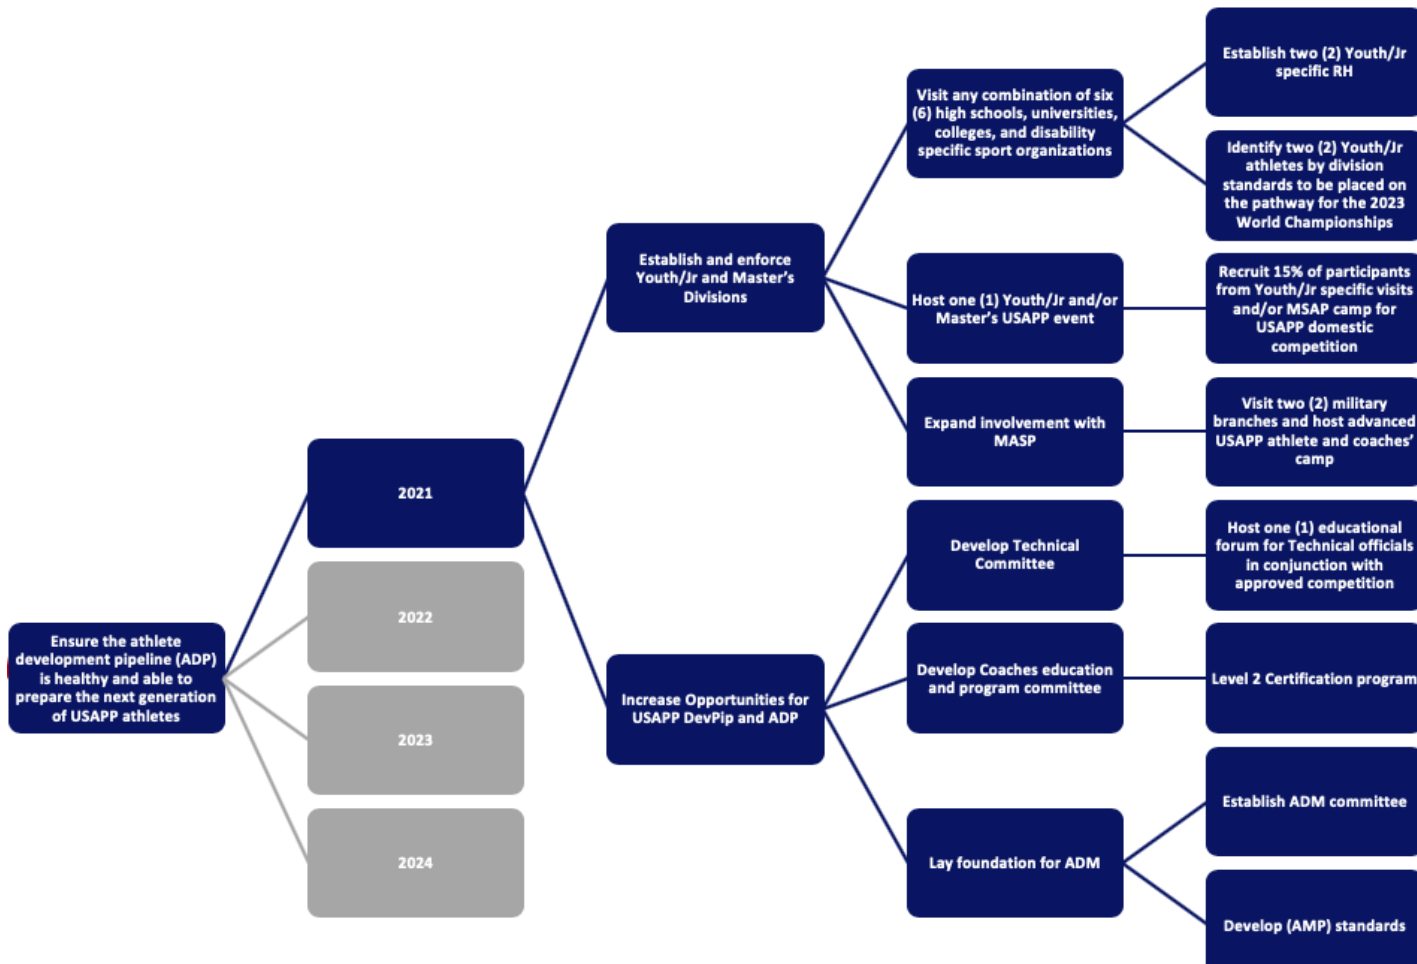 Ensure the athlete
development pipeline (ADP)
is healthy and able to
prepare the next generation
of USAPP athletes
2021
2022
2023
2024
Establish and enforce
Youth/Jr and Master's
Divisions
Increase Opportunities for
USAPP DevPip and ADP
Visit any combination of six
(6) high schools, universities,
colleges, and disability
specific sport organizations
Host one (1) Youth/Jr and/or
Master's USAPP event
Expand involvement with
MASP
Develop Technical
Committee
Develop Coaches education
and program committee
Lay foundation for ADM
Establish two (2) Youth/Jr
specific RH
Identify two (2) Youth/Jr
athletes by division
standards to be placed on
the pathway for the 2023
World Championships
Recruit 15% of participants
from Youth/Jr specific visits
and/or MSAP camp for
USAPP domestic
competition
Visit two (2) military
branches and host advanced
USAPP athlete and coaches'
camp
Host one (1) educational
forum for Technical officials
in conjunction with
approved competition
Level 2 Certification program
Establish ADM committee
Develop (AMP) standards